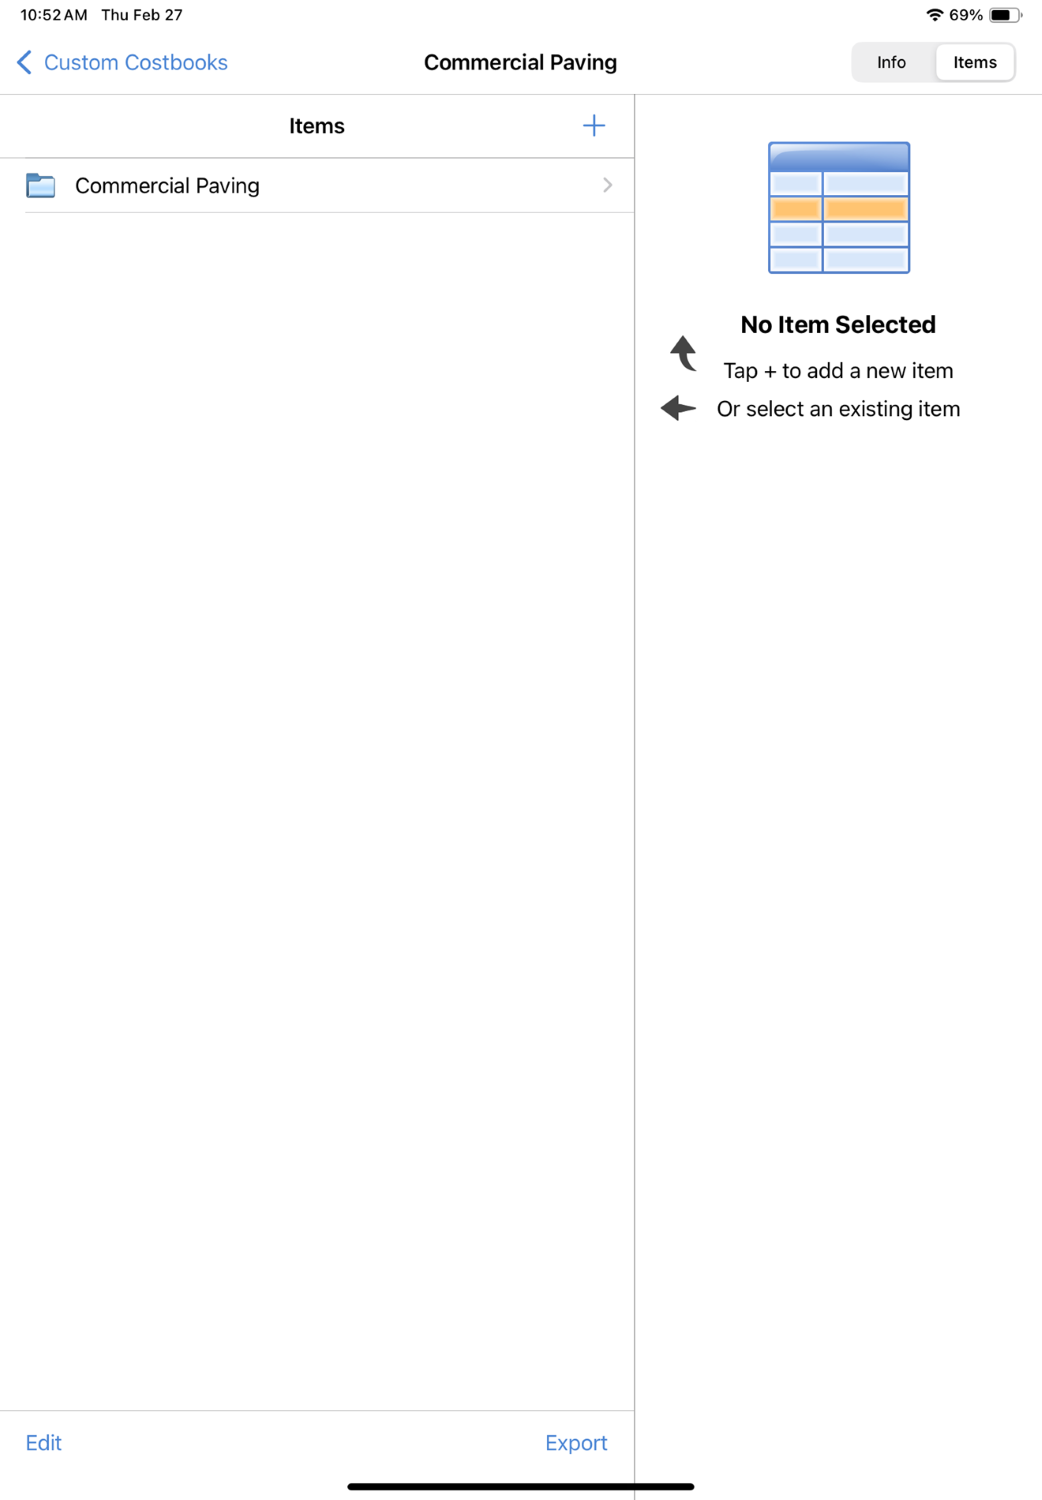 10:52 AM Thu Feb 27
69%
Custom Costbooks
Commercial Paving
Info
Items
Items
+
Commercial Paving
No Item Selected
Tap + to add a new item
Or select an existing item
Edit
Export